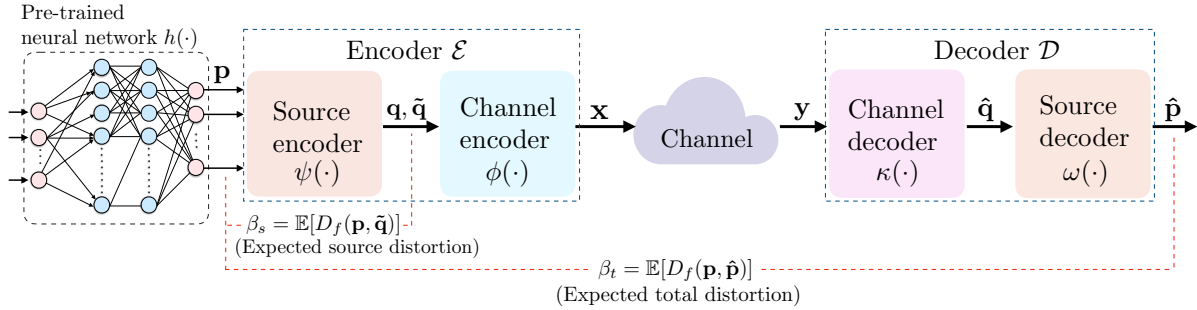 Pre-trained
neural network h(·)
p
Encoder ℰ
Source
encoder
ψ(·)
q, q̃
Channel
encoder
ϕ(·)
x
Channel
y
Decoder 𝒟
Channel
decoder
κ(·)
q̂
Source
decoder
ω(·)
p̂
β_s = 𝔼[D_f(p, q̃)]
(Expected source distortion)
β_t = 𝔼[D_f(p, p̂)]
(Expected total distortion)